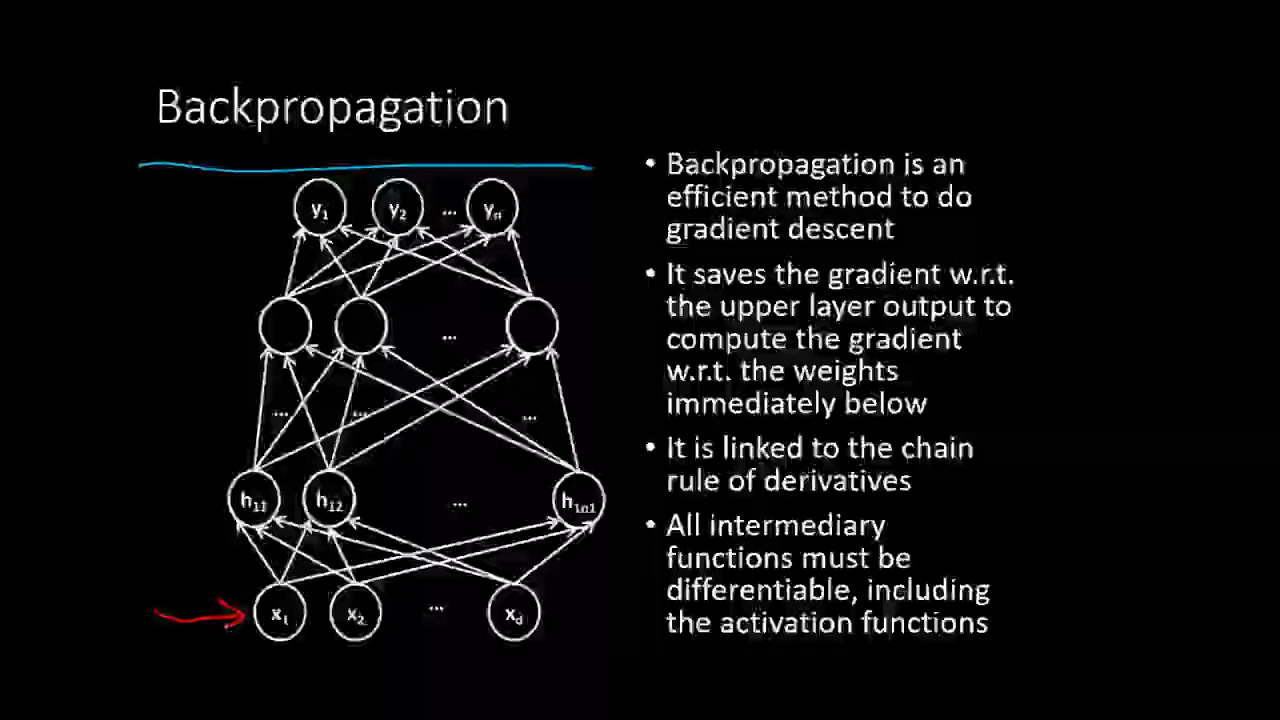 Backpropagation
y1 y2 ... yn
...
... ... ...
h11 h12 ... h1n1
x1 x2 ... xd
• Backpropagation is an
efficient method to do
gradient descent
• It saves the gradient w.r.t.
the upper layer output to
compute the gradient
w.r.t. the weights
immediately below
• It is linked to the chain
rule of derivatives
• All intermediary
functions must be
differentiable, including
the activation functions